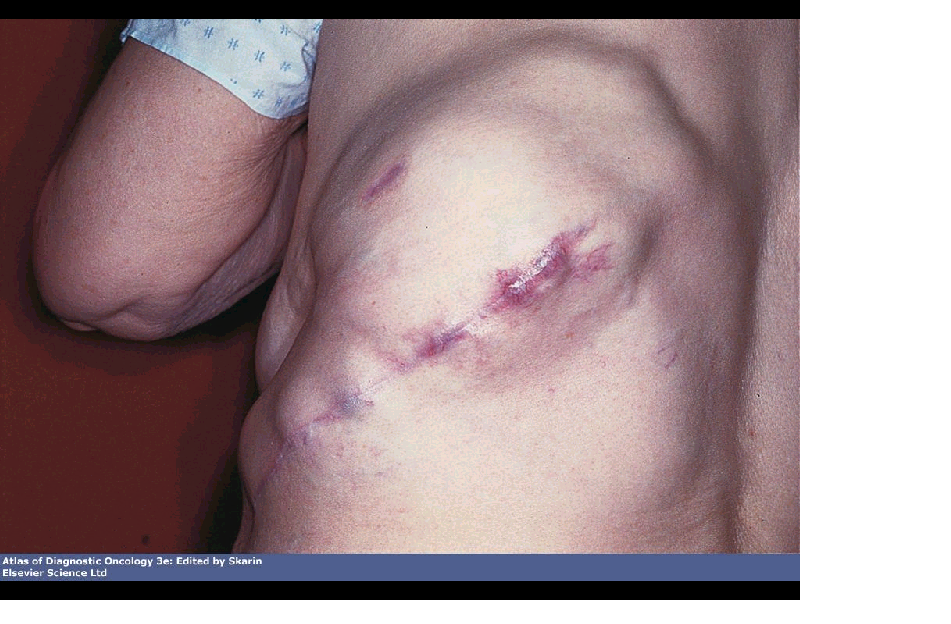 Atlas of Diagnostic Oncology 3e: Edited by Skarin
Elsevier Science Ltd